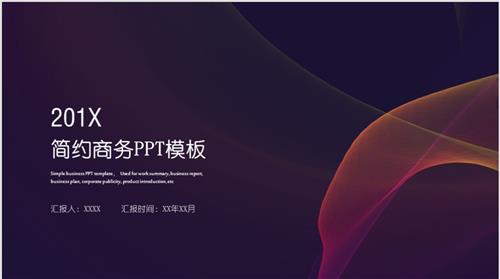 201X
简约商务PPT模板
Simple business PPT template， Used for work summary, business report,
business plan, corporate publicity, product introduction, etc
汇报人：XXXX 汇报时间：XX年XX月